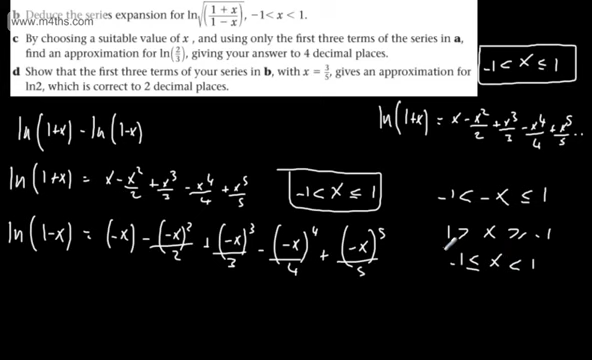 www.m4ths.com
b Deduce the series expansion for ln√((1 + x)/(1 − x)), −1 < x < 1.
c By choosing a suitable value of x, and using only the first three terms of the series in a,
find an approximation for ln(2/3), giving your answer to 4 decimal places.
d Show that the first three terms of your series in b, with x = 3/5, gives an approximation for
ln2, which is correct to 2 decimal places.
-1 < x ≤ 1
ln(1+x) = x - x²/2 + x³/3 - x⁴/4 + x⁵/5 ...
ln(1+x) - ln(1-x)
ln(1+x) = x - x²/2 + x³/3 - x⁴/4 + x⁵/5
-1 < x ≤ 1
-1 < -x ≤ 1
ln(1-x) = (-x) - (-x)²/2 + (-x)³/3 - (-x)⁴/4 + (-x)⁵/5
1 > x ≥ -1
-1 ≤ x < 1